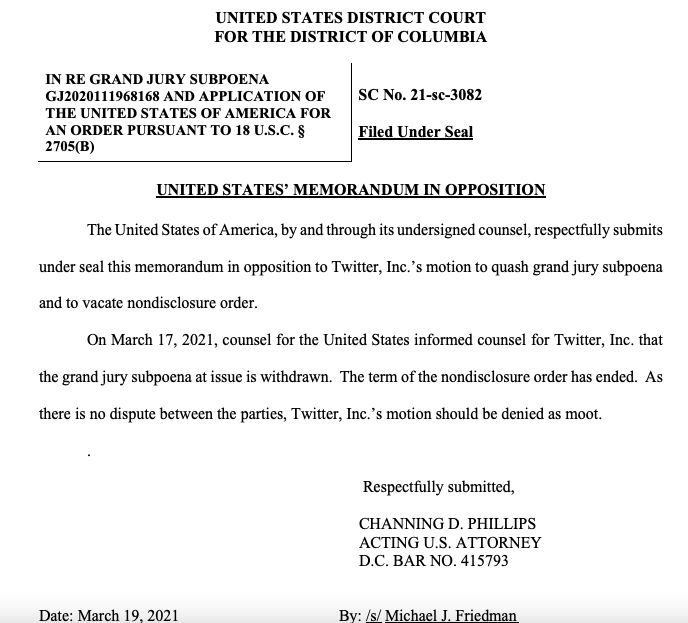 UNITED STATES DISTRICT COURT
FOR THE DISTRICT OF COLUMBIA
IN RE GRAND JURY SUBPOENA
GJ2020111968168 AND APPLICATION OF
THE UNITED STATES OF AMERICA FOR
AN ORDER PURSUANT TO 18 U.S.C. §
2705(B)
SC No. 21-sc-3082
Filed Under Seal
UNITED STATES’ MEMORANDUM IN OPPOSITION
The United States of America, by and through its undersigned counsel, respectfully submits
under seal this memorandum in opposition to Twitter, Inc.’s motion to quash grand jury subpoena
and to vacate nondisclosure order.
On March 17, 2021, counsel for the United States informed counsel for Twitter, Inc. that
the grand jury subpoena at issue is withdrawn.  The term of the nondisclosure order has ended.  As
there is no dispute between the parties, Twitter, Inc.’s motion should be denied as moot.
.
Respectfully submitted,
CHANNING D. PHILLIPS
ACTING U.S. ATTORNEY
D.C. BAR NO. 415793
Date: March 19, 2021
By: /s/ Michael J. Friedman